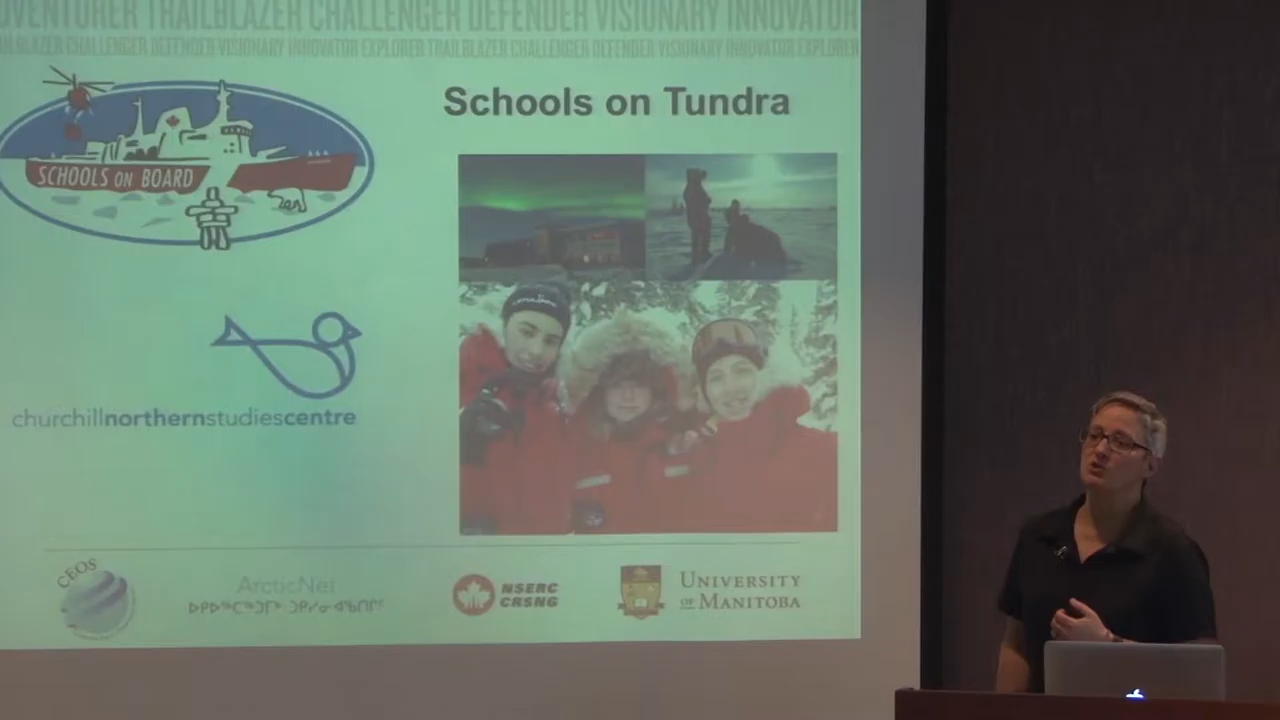 DVENTURER TRAILBLAZER CHALLENGER DEFENDER VISIONARY INNOVATOR
TRAILBLAZER CHALLENGER DEFENDER VISIONARY INNOVATOR EXPLORER TRAILBLAZER CHALLENGER DEFENDER VISIONARY INNOVATOR EXPLORER
SCHOOLS ON BOARD
Schools on Tundra
churchillnorthernstudiescentre
CEOS
ArcticNet
NSERC
CRSNG
UNIVERSITY
OF MANITOBA